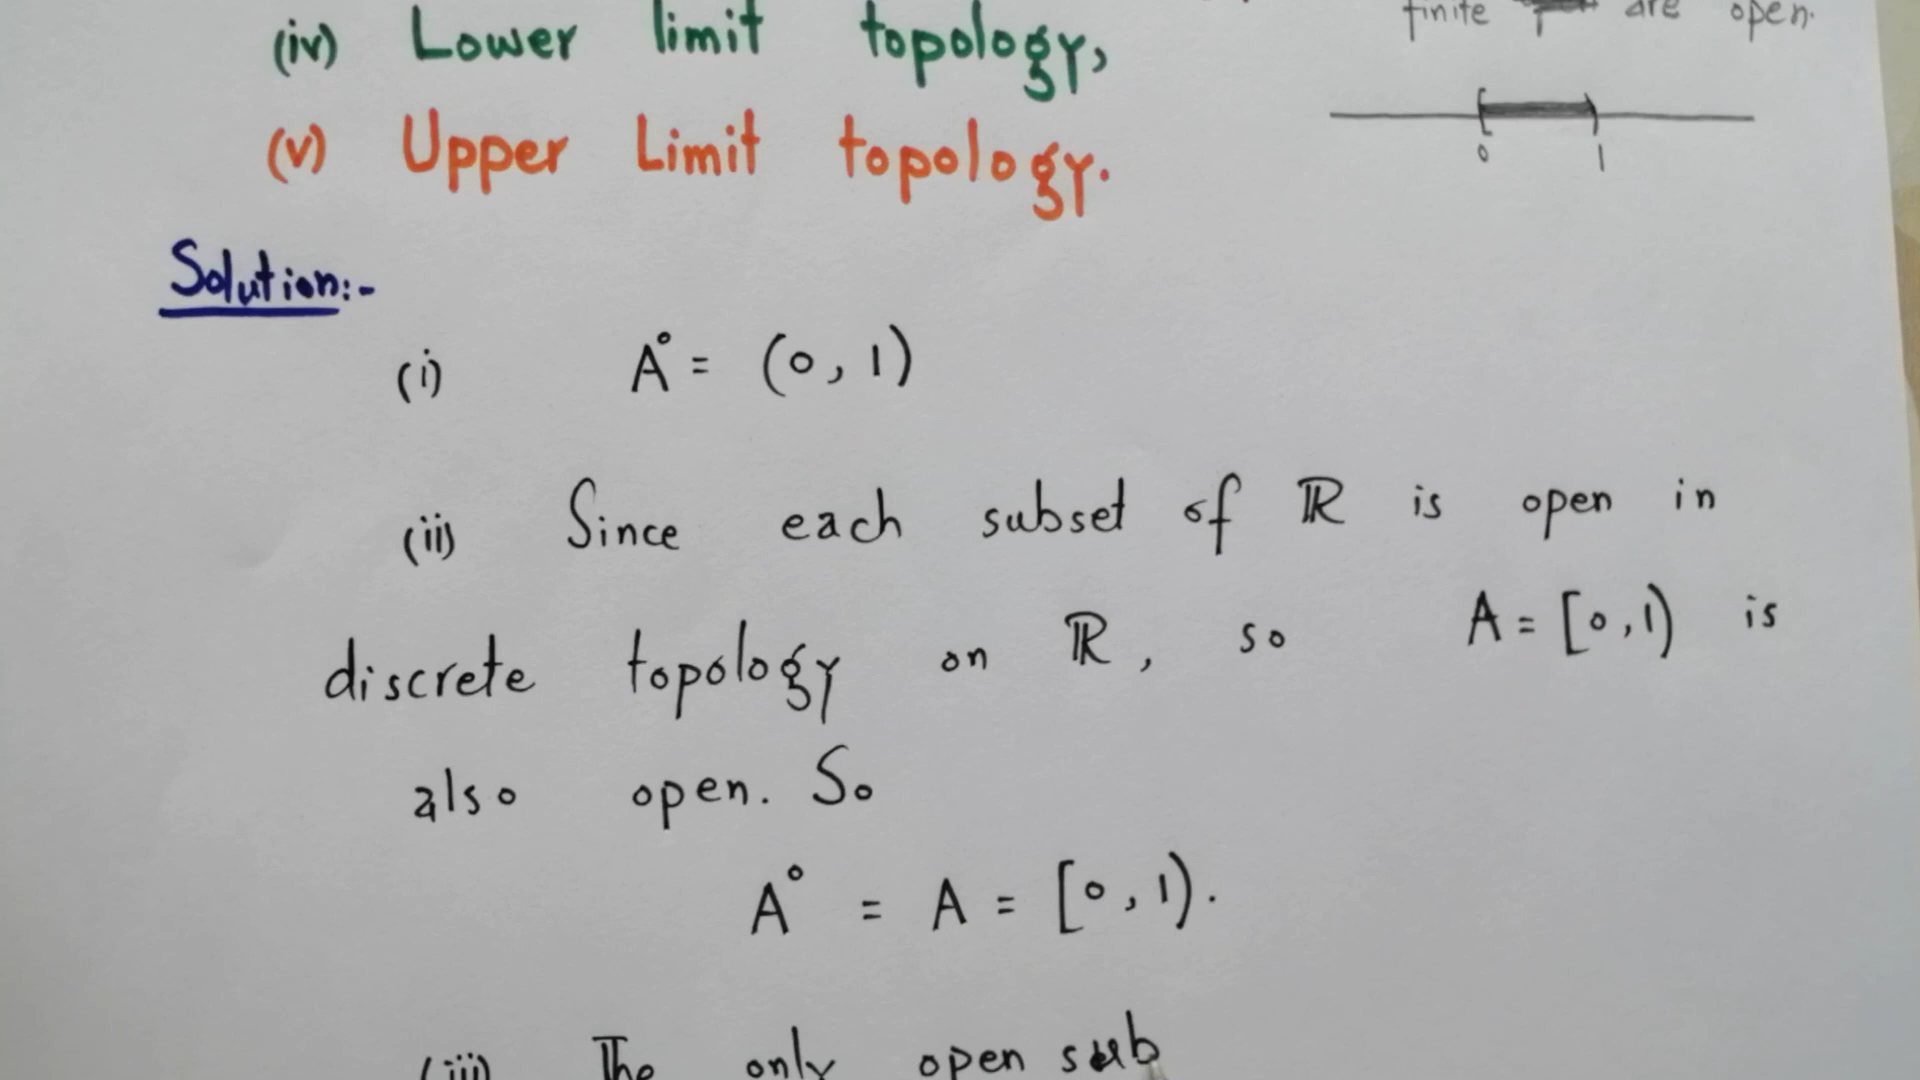 finite are open.
(iv) Lower limit topology,
(v) Upper Limit topology.
0 1
Solution:-
(i) A° = (0, 1)
(ii) Since each subset of ℝ is open in
discrete topology on ℝ, so A = [0, 1) is
also open. So
A° = A = [0, 1).
(iii) The only open sub